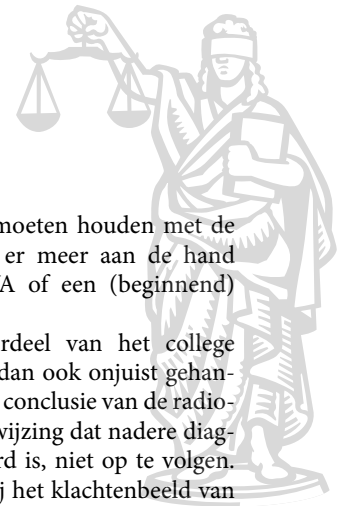 moeten houden met de
er meer aan de hand
A of een (beginnend)
rdeel van het college
dan ook onjuist gehan-
conclusie van de radio-
wijzing dat nadere diag-
rd is, niet op te volgen.
j het klachtenbeeld van